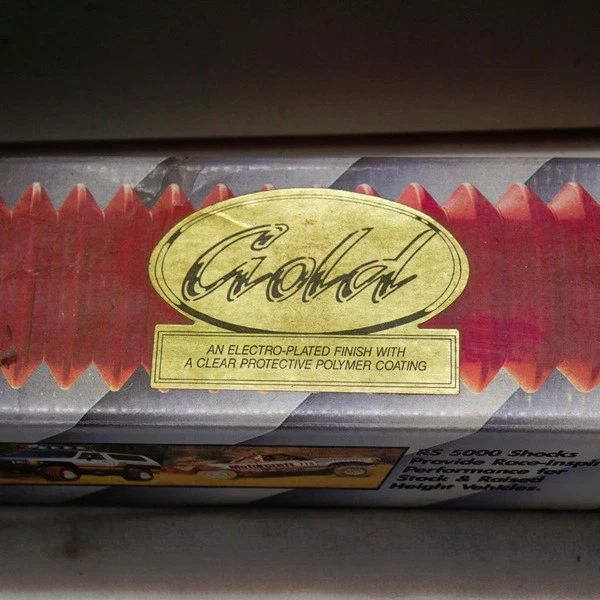 Gold
AN ELECTRO-PLATED FINISH WITH
A CLEAR PROTECTIVE POLYMER COATING
RS 5000 Shocks
Provide Race-Inspir
Performance for
Stock & Raised
Height Vehicles.